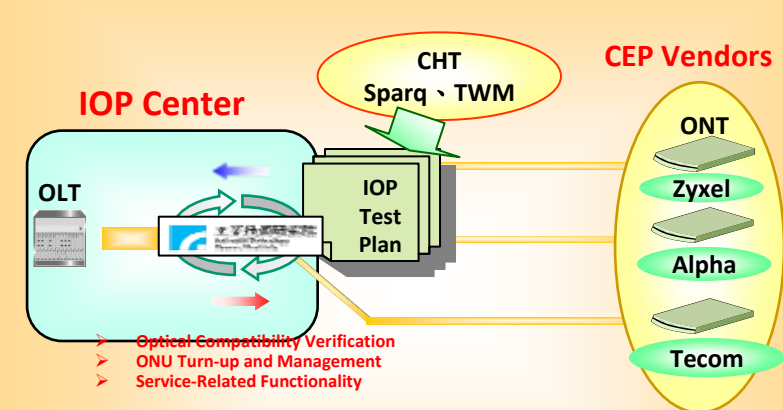 CHT
Sparq、TWM
CEP Vendors
IOP Center
ONT
OLT
IOP
Test
Plan
Zyxel
Alpha
Tecom
➢ Optical Compatibility Verification
➢ ONU Turn-up and Management
➢ Service-Related Functionality